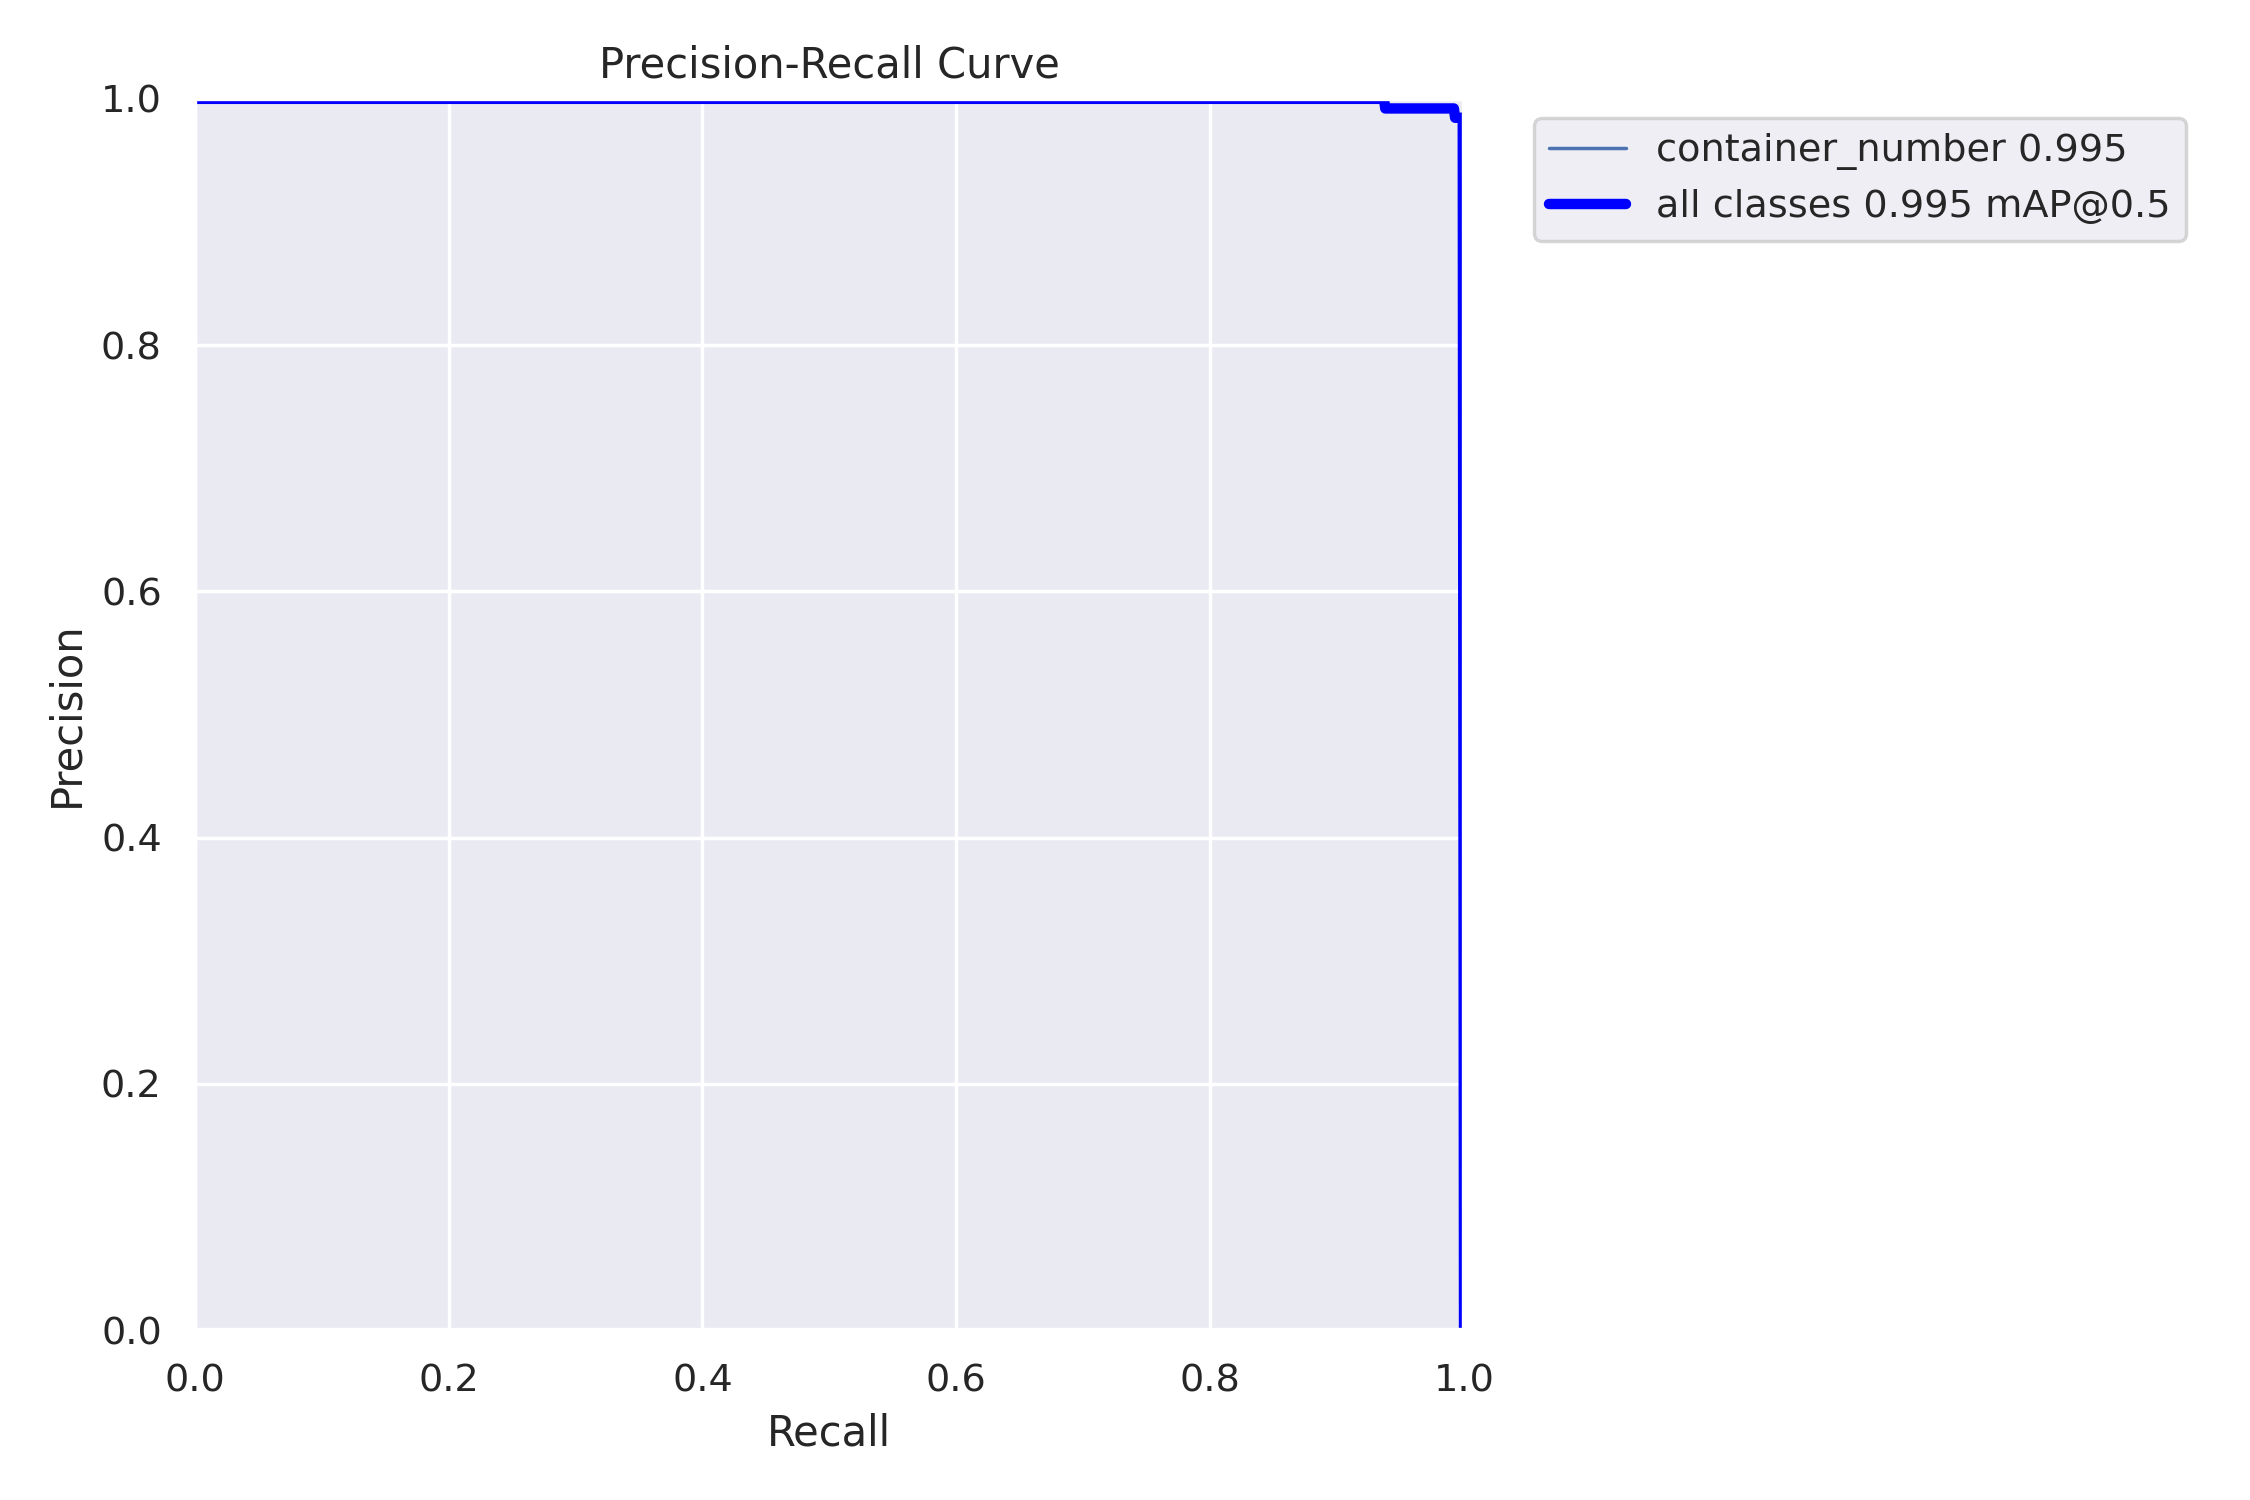 Precision-Recall Curve
1.0
0.8
0.6
0.4
0.2
0.0
Precision
0.0 0.2 0.4 0.6 0.8 1.0
Recall
container_number 0.995
all classes 0.995 mAP@0.5